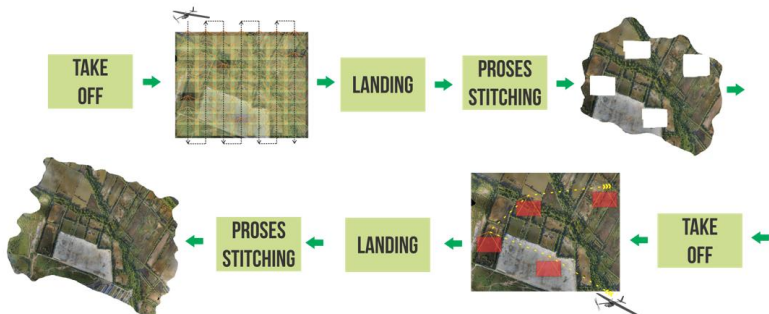 TAKE
OFF
LANDING
PROSES
STITCHING
TAKE
OFF
LANDING
PROSES
STITCHING